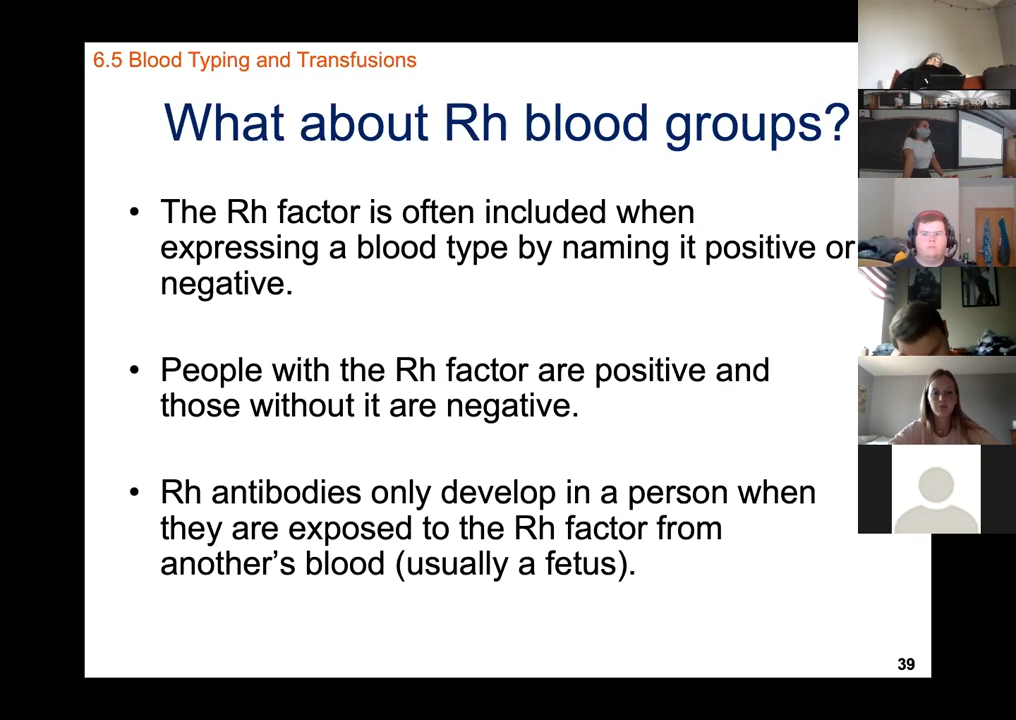 6.5 Blood Typing and Transfusions
What about Rh blood groups?
• The Rh factor is often included when
expressing a blood type by naming it positive or
negative.
• People with the Rh factor are positive and
those without it are negative.
• Rh antibodies only develop in a person when
they are exposed to the Rh factor from
another’s blood (usually a fetus).
39